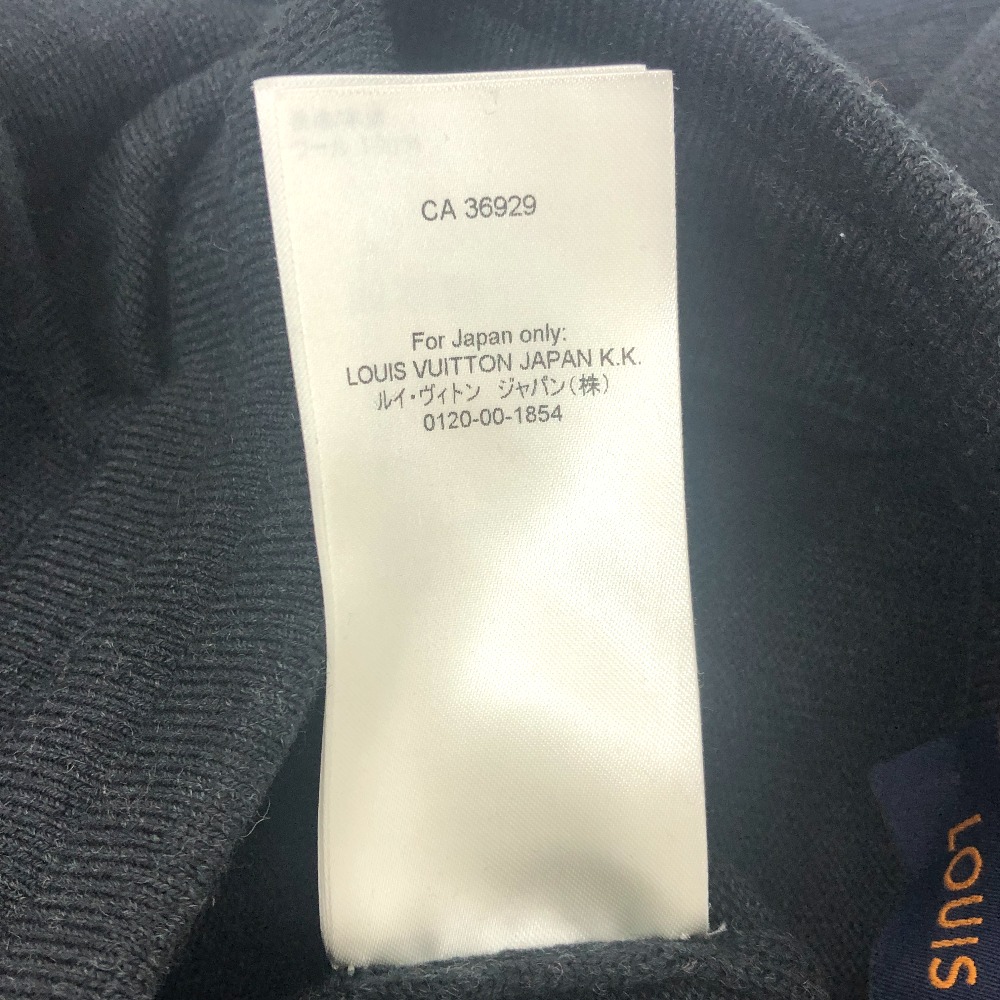 CA 36929
For Japan only:
LOUIS VUITTON JAPAN K.K.
ルイ・ヴィトン ジャパン(株)
0120-00-1854
LOUIS